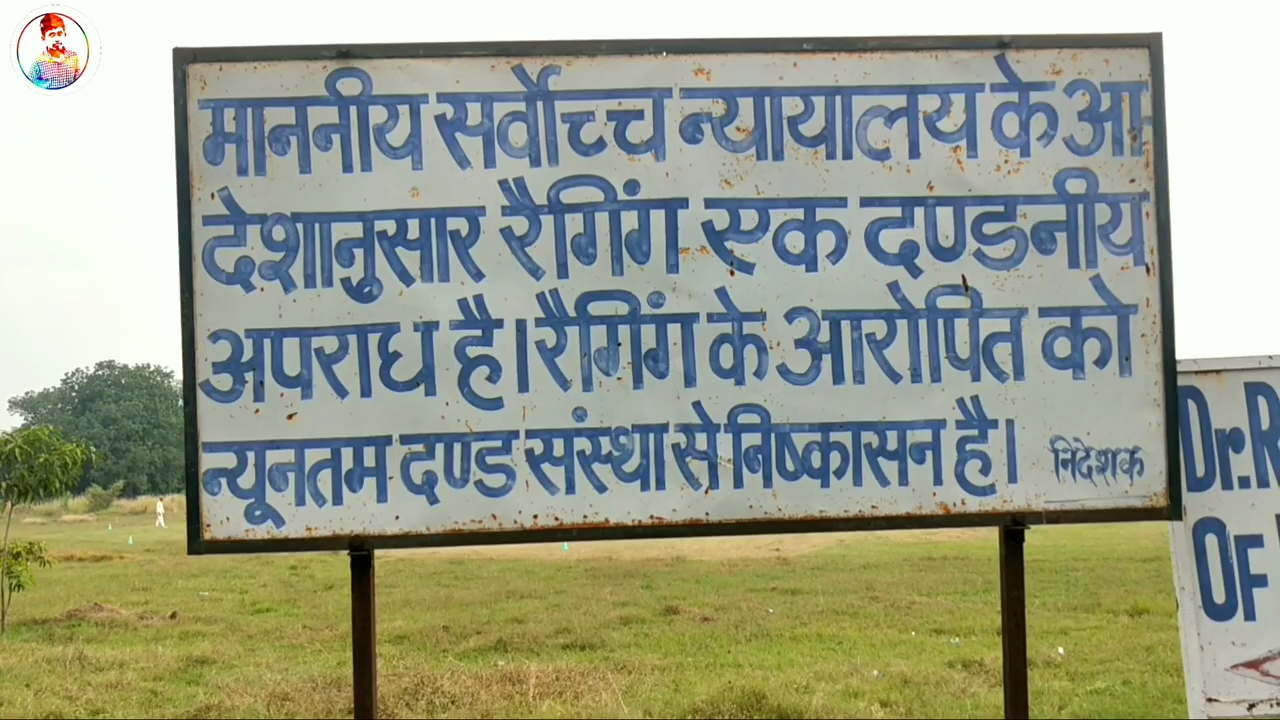 माननीय सर्वोच्च न्यायालय के आ
देशानुसार रैगिंग एक दण्डनीय
अपराध है। रैगिंग के आरोपित को
न्यूनतम दण्ड संस्था से निष्कासन है।
निदेशक
Dr. R
OF